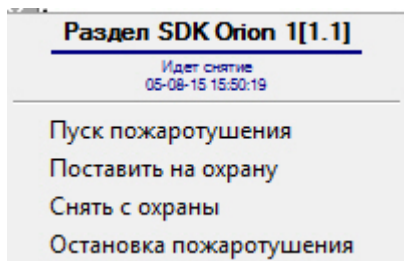 Раздел SDK Orion 1[1.1]
Идет снятие
05-08-15 15:50:19
Пуск пожаротушения
Поставить на охрану
Снять с охраны
Остановка пожаротушения